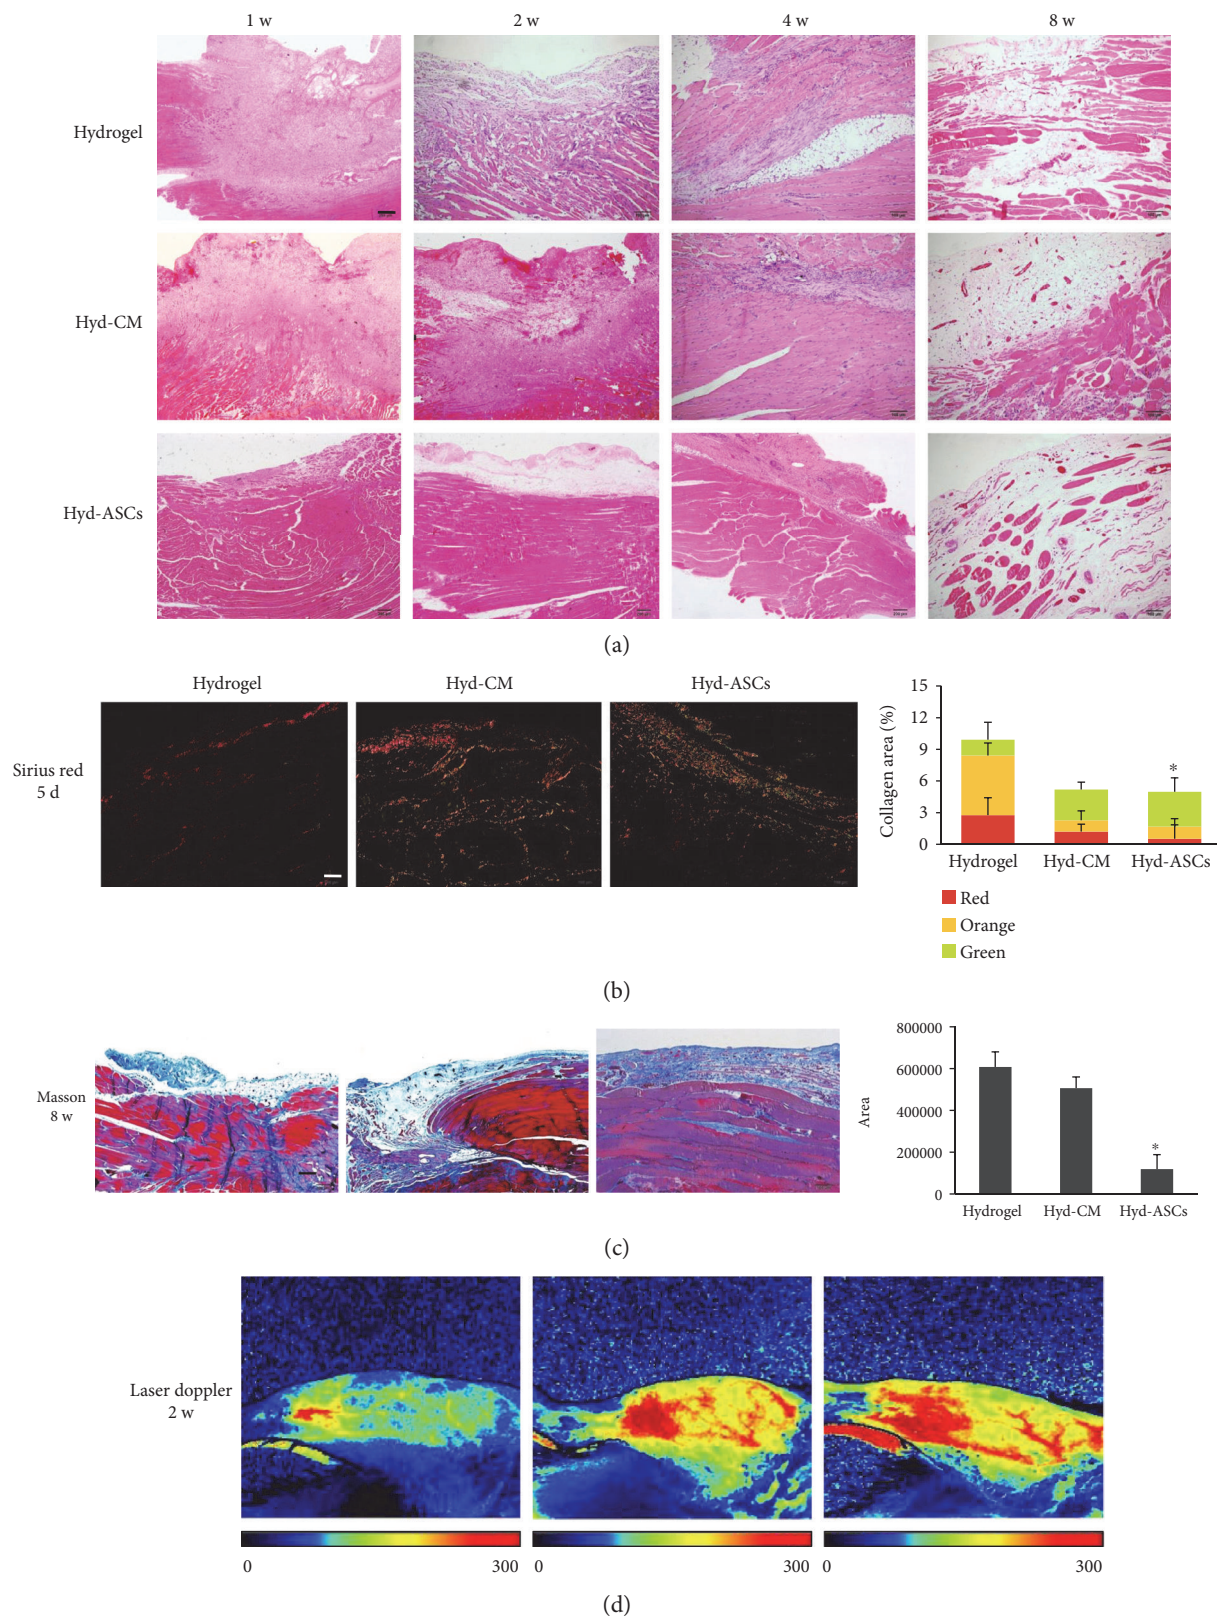 1 w 2 w 4 w 8 w
Hydrogel
Hyd-CM
Hyd-ASCs
(a)
Hydrogel Hyd-CM Hyd-ASCs
Sirius red
5 d
Collagen area (%)
15
12
9
6
3
0
*
Hydrogel Hyd-CM Hyd-ASCs
Red
Orange
Green
(b)
Masson
8 w
Area
800000
600000
400000
200000
0
*
Hydrogel Hyd-CM Hyd-ASCs
(c)
Laser doppler
2 w
0 300 0 300 0 300
(d)